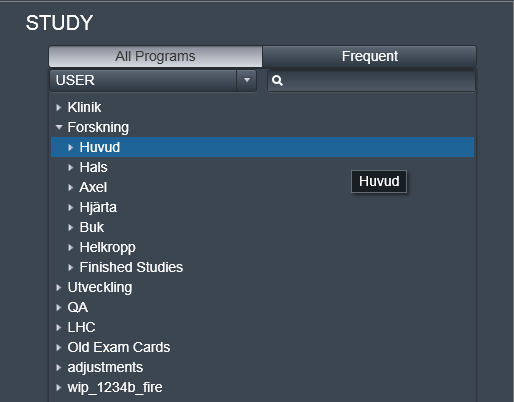 STUDY
All Programs Frequent
USER
Klinik
Forskning
Huvud
Hals
Huvud
Axel
Hjärta
Buk
Helkropp
Finished Studies
Utveckling
QA
LHC
Old Exam Cards
adjustments
wip_1234b_fire